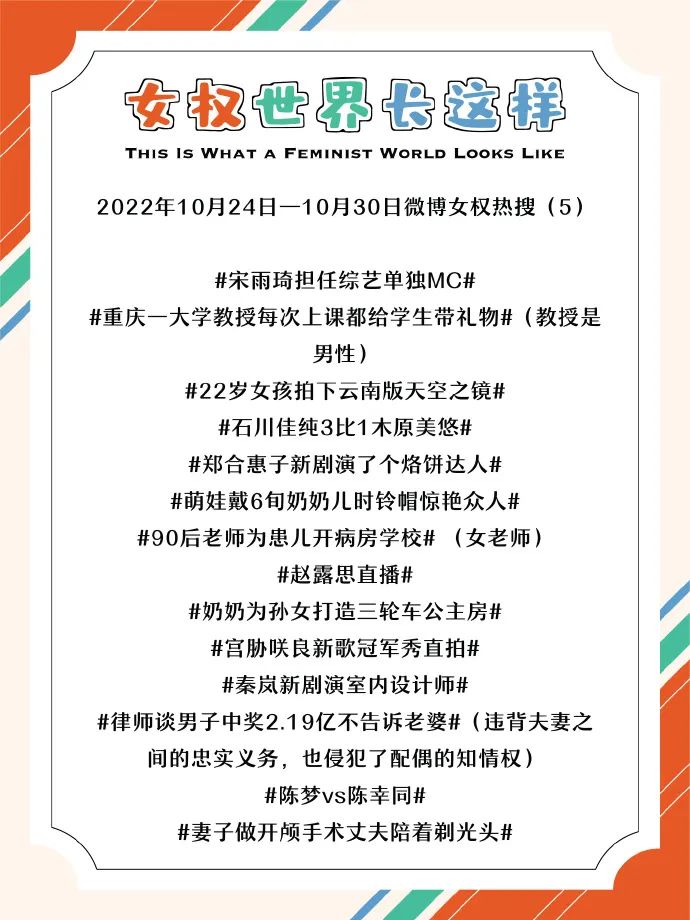 女权世界长这样
THIS IS WHAT A FEMINIST WORLD LOOKS LIKE
2022年10月24日—10月30日微博女权热搜（5）
#宋雨琦担任综艺单独MC#
#重庆一大学教授每次上课都给学生带礼物#（教授是
男性）
#22岁女孩拍下云南版天空之镜#
#石川佳纯3比1木原美悠#
#郑合惠子新剧演了个烙饼达人#
#萌娃戴6旬奶奶儿时铃帽惊艳众人#
#90后老师为患儿开病房学校# （女老师）
#赵露思直播#
#奶奶为孙女打造三轮车公主房#
#宫胁咲良新歌冠军秀直拍#
#秦岚新剧演室内设计师#
#律师谈男子中奖2.19亿不告诉老婆#（违背夫妻之
间的忠实义务，也侵犯了配偶的知情权）
#陈梦vs陈幸同#
#妻子做开颅手术丈夫陪着剃光头#